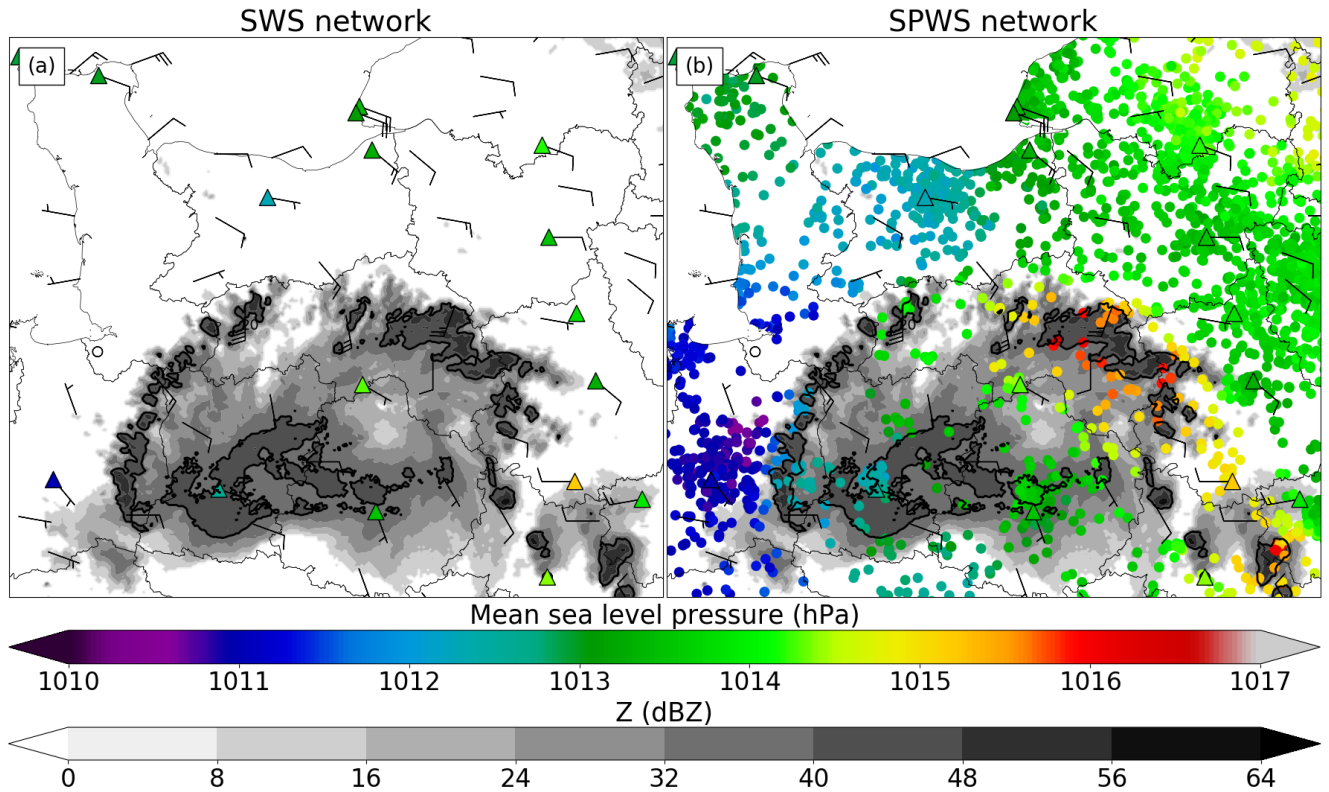 SWS network
SPWS network
(a)
(b)
Mean sea level pressure (hPa)
1010 1011 1012 1013 1014 1015 1016 1017
Z (dBZ)
0 8 16 24 32 40 48 56 64